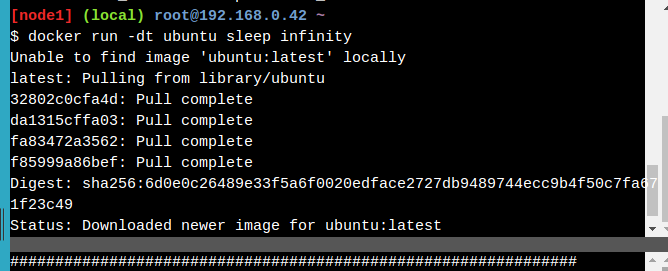 [node1] (local) root@192.168.0.42 ~
$ docker run -dt ubuntu sleep infinity
Unable to find image 'ubuntu:latest' locally
latest: Pulling from library/ubuntu
32802c0cfa4d: Pull complete
da1315cffa03: Pull complete
fa83472a3562: Pull complete
f85999a86bef: Pull complete
Digest: sha256:6d0e0c26489e33f5a6f0020edface2727db9489744ecc9b4f50c7fa67
1f23c49
Status: Downloaded newer image for ubuntu:latest
###############################################################